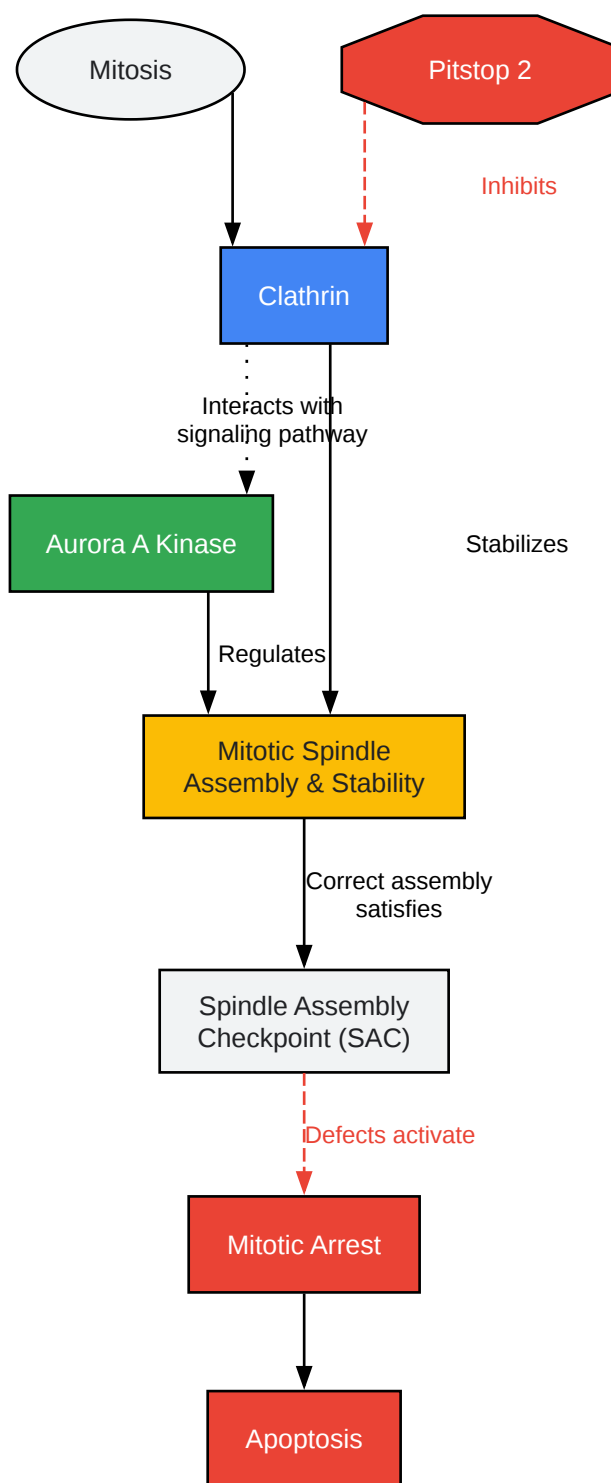 Mitosis
Pitstop 2
Inhibits
Clathrin
Interacts with
signaling pathway
Aurora A Kinase
Stabilizes
Regulates
Mitotic Spindle
Assembly & Stability
Correct assembly
satisfies
Spindle Assembly
Checkpoint (SAC)
Defects activate
Mitotic Arrest
Apoptosis